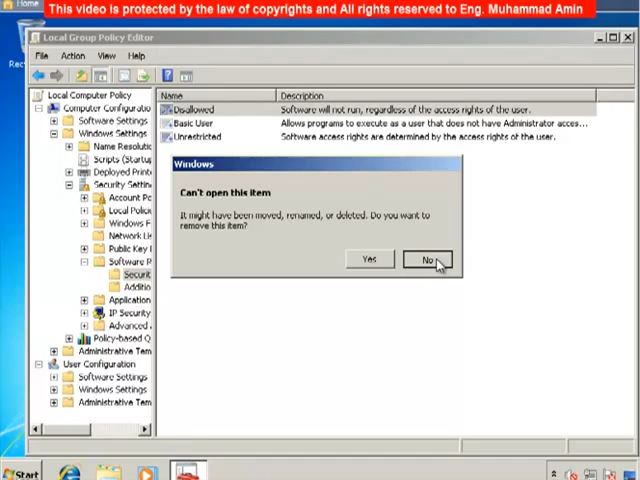 Home
This video is protected by the law of copyrights and All rights reserved to Eng. Muhammad Amin
Rec
Local Group Policy Editor
File Action View Help
Local Computer Policy
Computer Configuratio
Software Settings
Windows Settings
Name Resolutio
Scripts (Startup
Deployed Printe
Security Setting
Account Po
Local Polici
Windows F
Network Lis
Public Key
Software R
Securit
Additio
Application
IP Security
Advanced
Policy-based Q
Administrative Tem
User Configuration
Software Settings
Windows Settings
Administrative Tem
Name Description
Disallowed Software will not run, regardless of the access rights of the user.
Basic User Allows programs to execute as a user that does not have Administrator acces...
Unrestricted Software access rights are determined by the access rights of the user.
Windows
Can't open this item
It might have been moved, renamed, or deleted. Do you want to
remove this item?
Yes No
Start